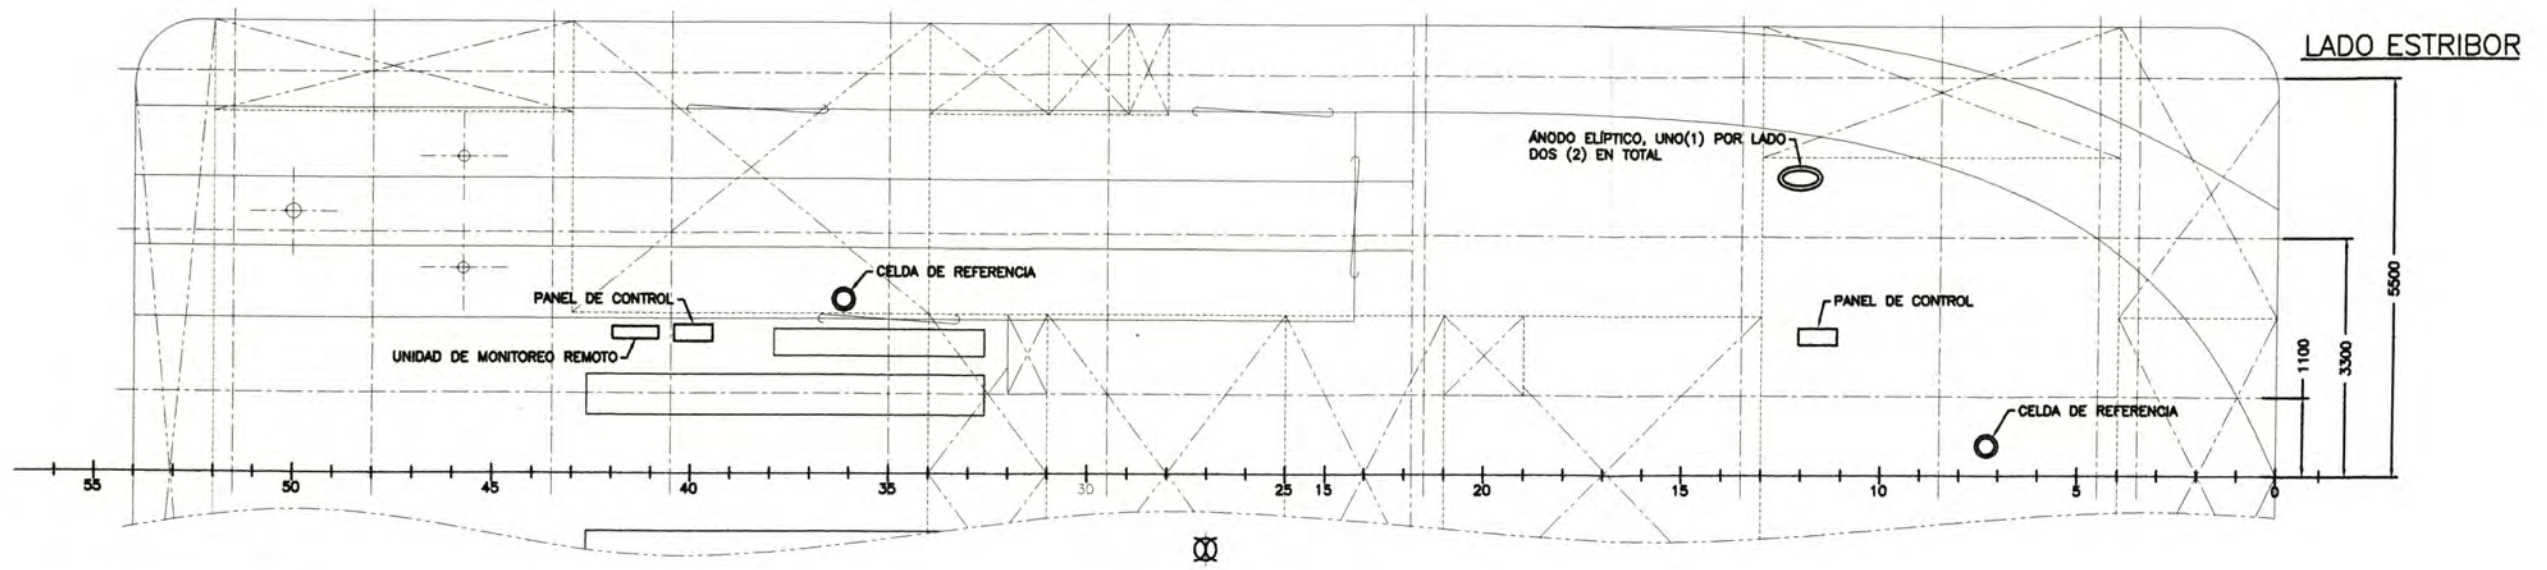 LADO ESTRIBOR
ÁNODO ELÍPTICO, UNO(1) POR LADO
DOS (2) EN TOTAL
CELDA DE REFERENCIA
PANEL DE CONTROL
UNIDAD DE MONITOREO REMOTO
PANEL DE CONTROL
CELDA DE REFERENCIA
1100
3300
5500
55 50 45 40 35 30 25 15 20 15 10 5 0